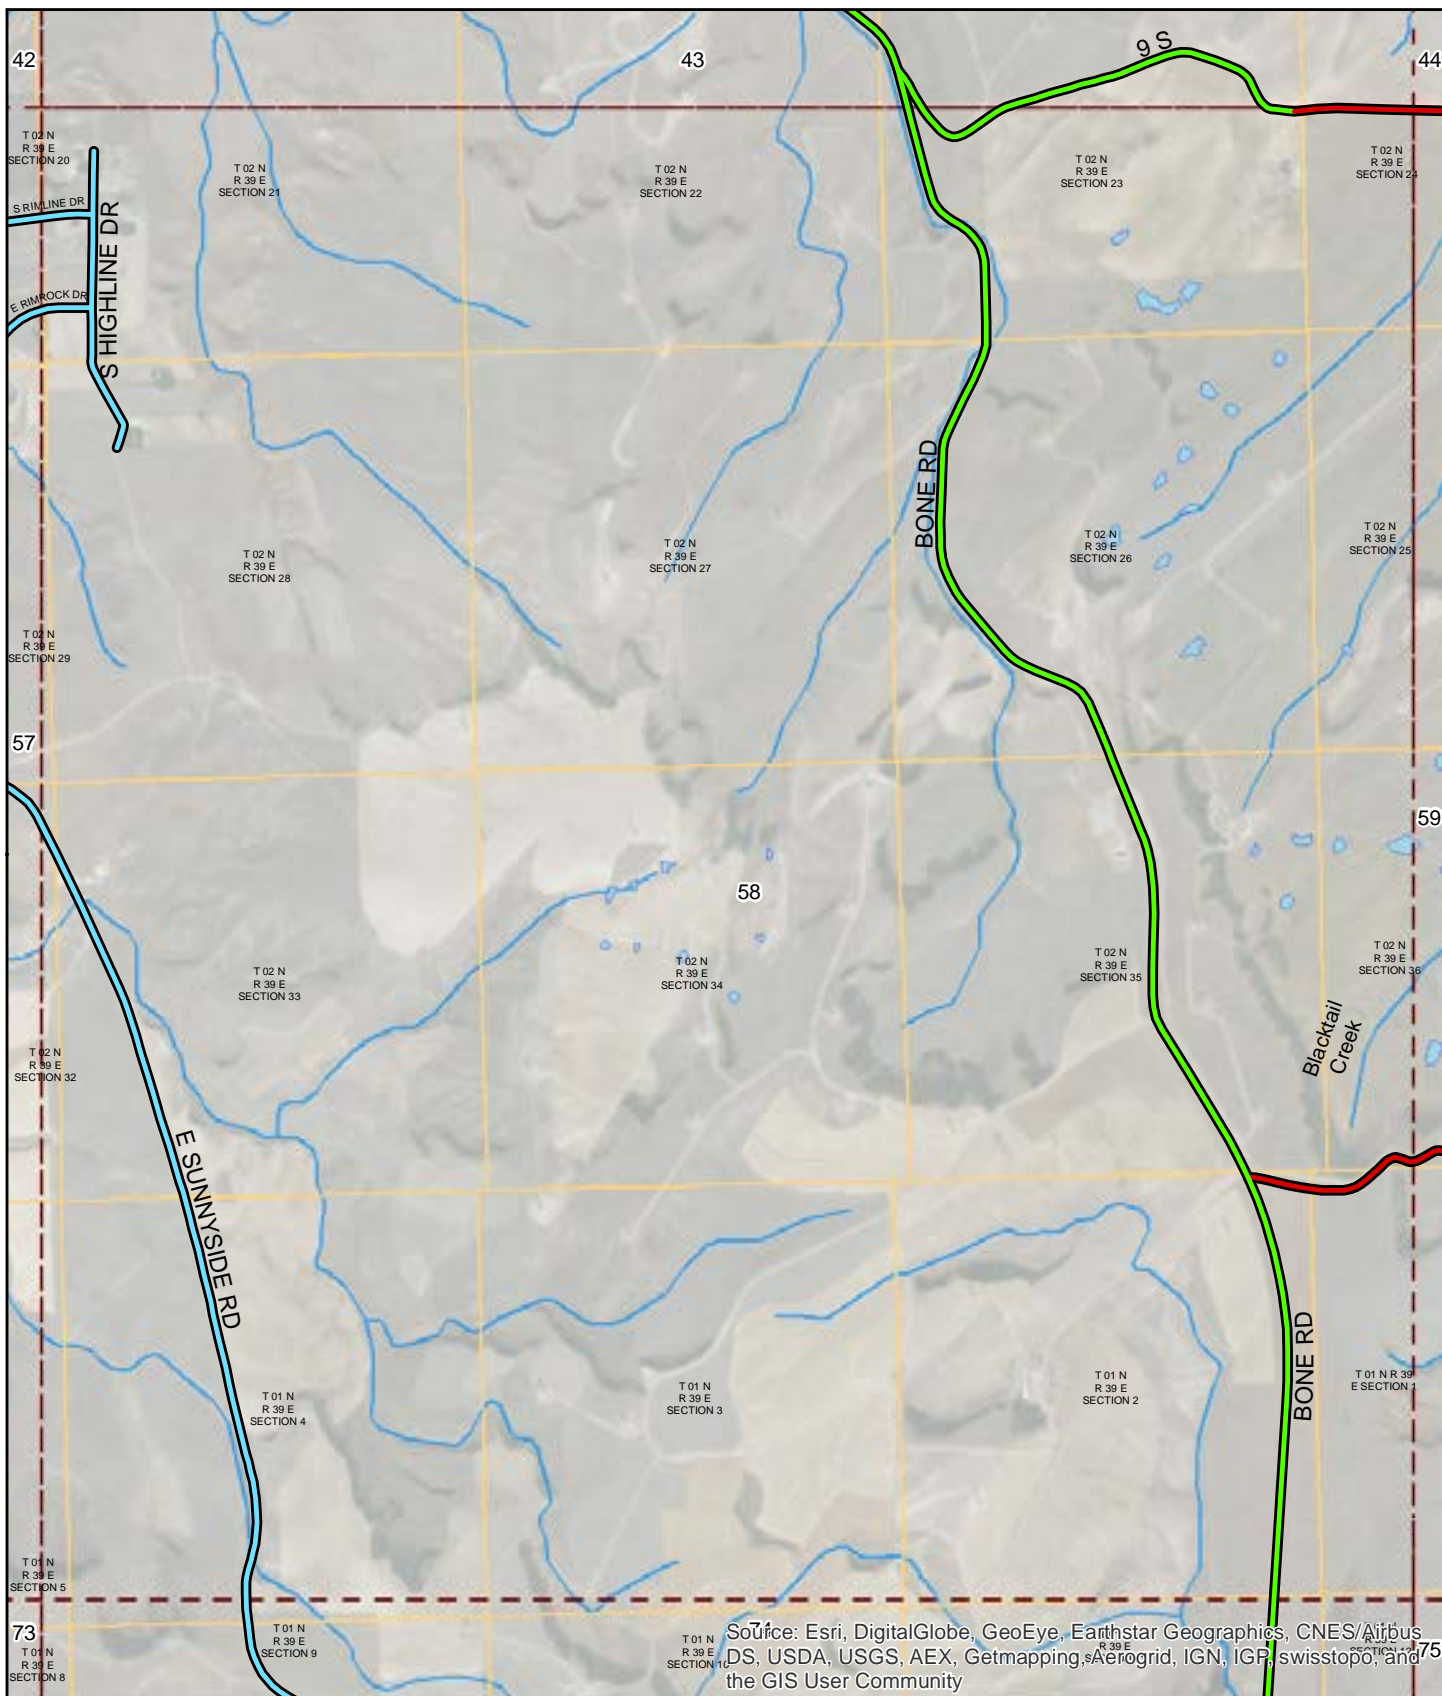 42
43
44
9 S
T 02 N
R 39 E
SECTION 20
T 02 N
R 39 E
SECTION 21
T 02 N
R 39 E
SECTION 22
T 02 N
R 39 E
SECTION 23
T 02 N
R 39 E
SECTION 24
S RIMLINE DR
S HIGHLINE DR
E RIMROCK DR
BONE RD
T 02 N
R 39 E
SECTION 28
T 02 N
R 39 E
SECTION 27
T 02 N
R 39 E
SECTION 26
T 02 N
R 39 E
SECTION 25
T 02 N
R 39 E
SECTION 29
57
59
58
T 02 N
R 39 E
SECTION 33
T 02 N
R 39 E
SECTION 34
T 02 N
R 39 E
SECTION 35
T 02 N
R 39 E
SECTION 36
Blacktail
Creek
T 02 N
R 39 E
SECTION 32
E SUNNYSIDE RD
BONE RD
T 01 N
R 39 E
SECTION 4
T 01 N
R 39 E
SECTION 3
T 01 N
R 39 E
SECTION 2
T 01 N R 39
E SECTION 1
T 01 N
R 39 E
SECTION 5
73
T 01 N
R 39 E
SECTION 8
T 01 N
R 39 E
SECTION 9
T 01 N
R 39 E
SECTION 10
R 39 E
75
Source: Esri, DigitalGlobe, GeoEye, Earthstar Geographics, CNES/Airbus
DS, USDA, USGS, AEX, Getmapping, Aerogrid, IGN, IGP, swisstopo, and
the GIS User Community